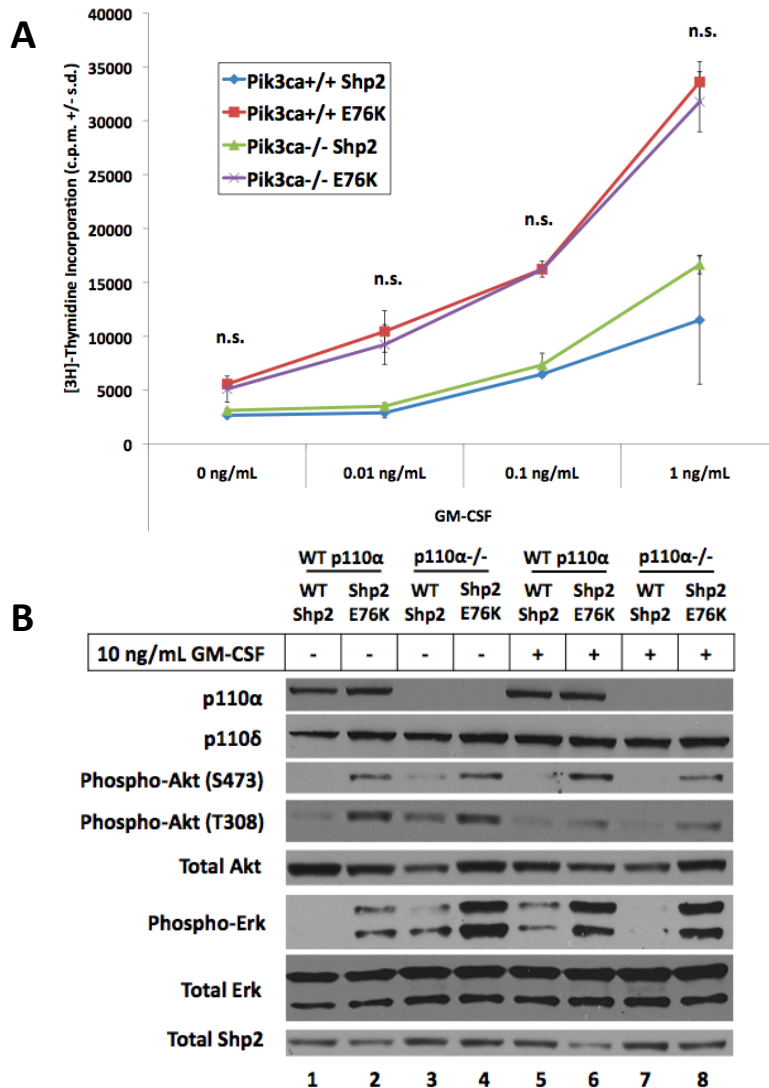 A
n.s.
40000
35000
30000
25000
20000
15000
10000
5000
0
[3H]-Thymidine Incorporation (c.p.m. +/- s.d.)
Pik3ca+/+ Shp2
Pik3ca+/+ E76K
Pik3ca-/- Shp2
Pik3ca-/- E76K
n.s.
n.s.
n.s.
0 ng/mL 0.01 ng/mL 0.1 ng/mL 1 ng/mL
GM-CSF
B
WT p110α p110α-/- WT p110α p110α-/-
WT Shp2 WT Shp2 WT Shp2 WT Shp2
Shp2 E76K Shp2 E76K Shp2 E76K Shp2 E76K
10 ng/mL GM-CSF - - - - + + + +
p110α
p110δ
Phospho-Akt (S473)
Phospho-Akt (T308)
Total Akt
Phospho-Erk
Total Erk
Total Shp2
1 2 3 4 5 6 7 8